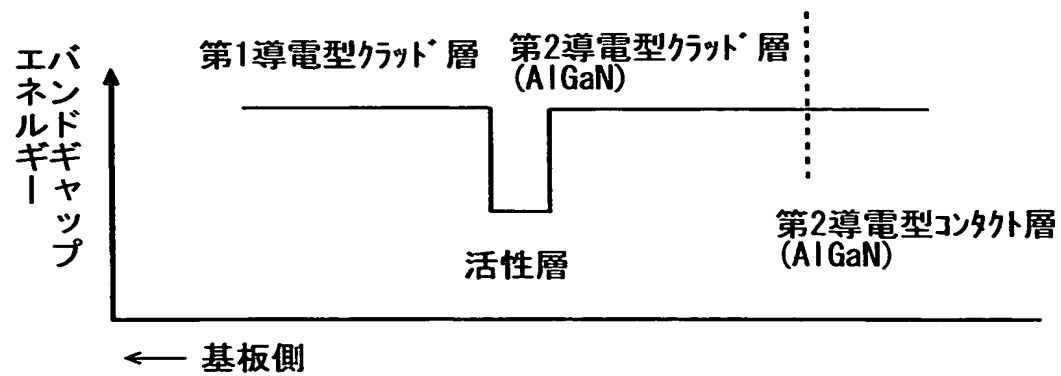 バンドギャップ
エネルギー
第1導電型ｸﾗｯﾄﾞ層
第2導電型ｸﾗｯﾄﾞ層
(AlGaN)
第2導電型ｺﾝﾀｸﾄ層
(AlGaN)
活性層
← 基板側